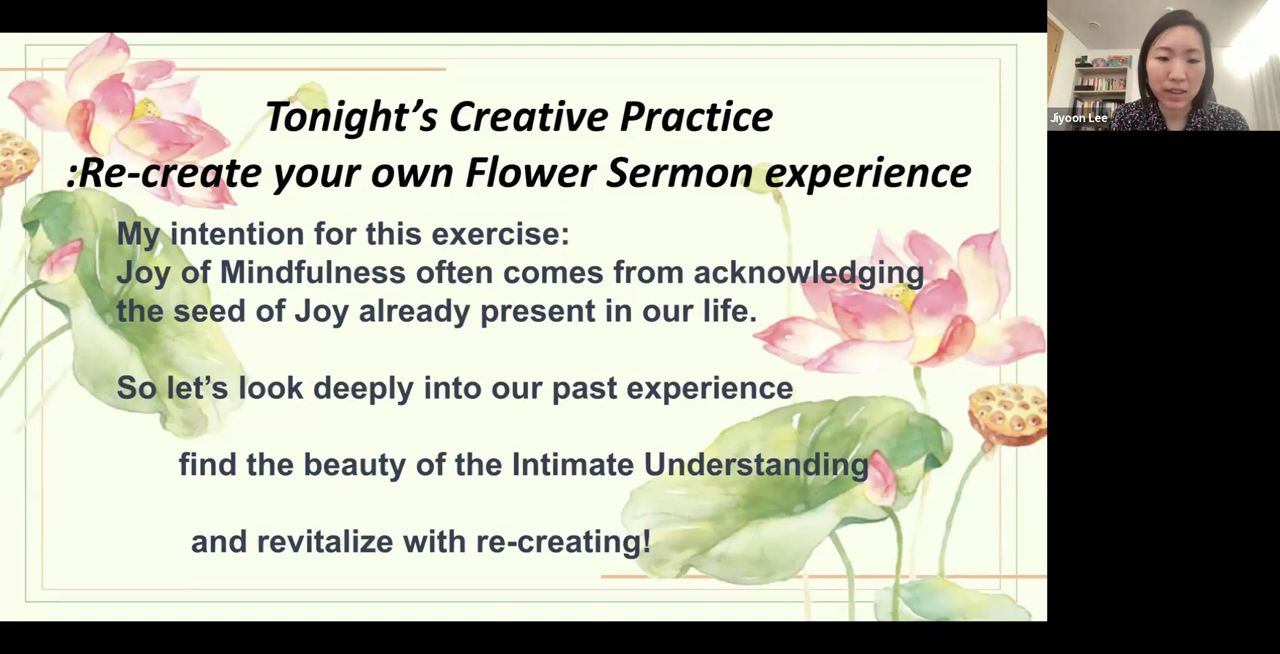 Tonight's Creative Practice
:Re-create your own Flower Sermon experience
My intention for this exercise:
Joy of Mindfulness often comes from acknowledging
the seed of Joy already present in our life.
So let's look deeply into our past experience
find the beauty of the Intimate Understanding
and revitalize with re-creating!
Jiyoon Lee